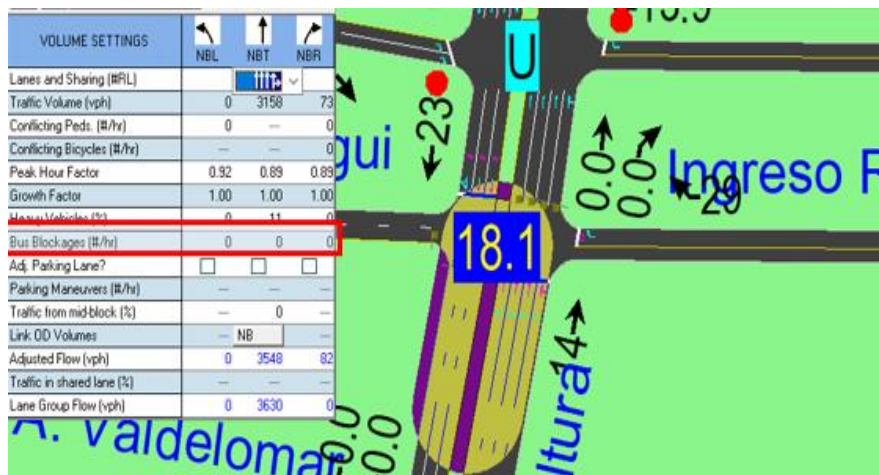 VOLUME SETTINGS NBL NBT NBR
Lanes and Sharing (#RL)
Traffic Volume (vph) 0 3158 73
Conflicting Peds. (#/hr) 0 — 0
Conflicting Bicycles (#/hr) — — 0
Peak Hour Factor 0.92 0.89 0.89
Growth Factor 1.00 1.00 1.00
Heavy Vehicles (%) 0 11 0
Bus Blockages (#/hr) 0 0 0
Adj. Parking Lane?
Parking Maneuvers (#/hr) — — —
Traffic from mid-block (%) — 0 —
Link OD Volumes — NB —
Adjusted Flow (vph) 0 3548 82
Traffic in shared lane (%) — — —
Lane Group Flow (vph) 0 3630 0
U
-23
gui
0.0
0.0
Ingreso R
-29
18.1
14
ltura
A. Valdelomar
0.0
0.0